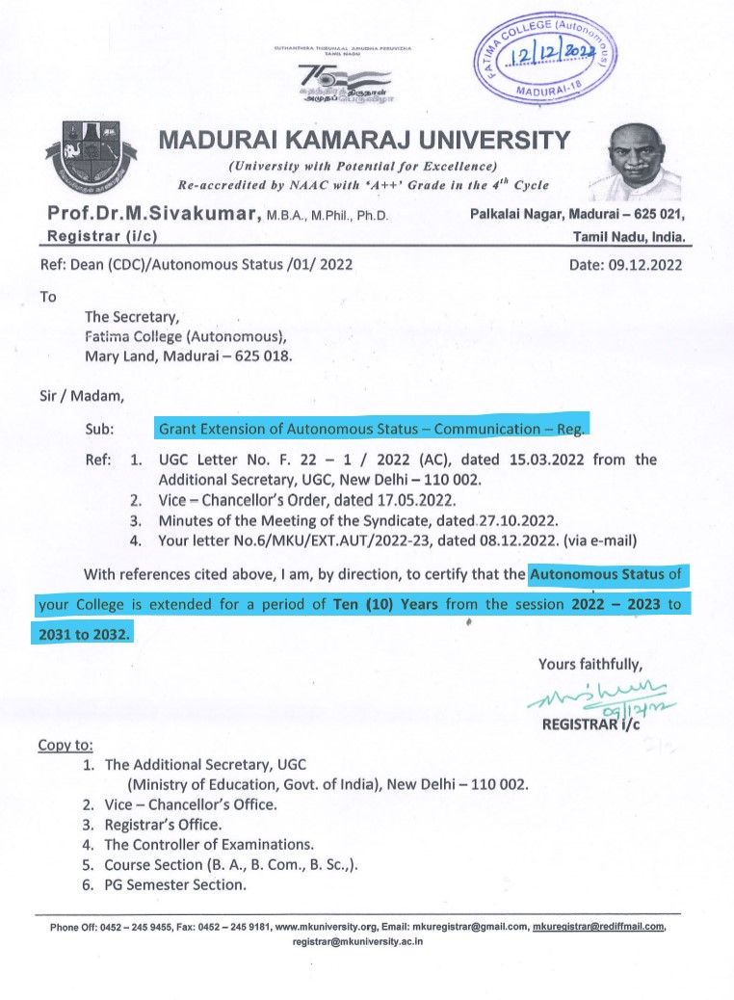 SUTHANTHIRA THIRUNAAL AMUDHA PERUVIZHA
TAMIL NADU
75
சுதந்திரத் திருநாள்
அமுதப் பெருவிழா
FATIMA COLLEGE (Autonomous)
12/12/2022
MADURAI-18
MADURAI KAMARAJ UNIVERSITY
(University with Potential for Excellence)
Re-accredited by NAAC with ‘A++’ Grade in the 4th Cycle
Prof.Dr.M.Sivakumar, M.B.A., M.Phil., Ph.D.
Registrar (i/c)
Palkalai Nagar, Madurai – 625 021,
Tamil Nadu, India.
Ref: Dean (CDC)/Autonomous Status /01/ 2022 Date: 09.12.2022
To
The Secretary,
Fatima College (Autonomous),
Mary Land, Madurai – 625 018.
Sir / Madam,
Sub: Grant Extension of Autonomous Status – Communication – Reg.
Ref: 1. UGC Letter No. F. 22 – 1 / 2022 (AC), dated 15.03.2022 from the
Additional Secretary, UGC, New Delhi – 110 002.
2. Vice – Chancellor’s Order, dated 17.05.2022.
3. Minutes of the Meeting of the Syndicate, dated 27.10.2022.
4. Your letter No.6/MKU/EXT.AUT/2022-23, dated 08.12.2022. (via e-mail)
With references cited above, I am, by direction, to certify that the Autonomous Status of
your College is extended for a period of Ten (10) Years from the session 2022 – 2023 to
2031 to 2032.
Yours faithfully,
09/12/22
REGISTRAR i/c
Copy to:
1. The Additional Secretary, UGC
(Ministry of Education, Govt. of India), New Delhi – 110 002.
2. Vice – Chancellor’s Office.
3. Registrar’s Office.
4. The Controller of Examinations.
5. Course Section (B. A., B. Com., B. Sc.,).
6. PG Semester Section.
Phone Off: 0452 – 245 9455, Fax: 0452 – 245 9181, www.mkuniversity.org, Email: mkuregistrar@gmail.com, mkuregistrar@rediffmail.com,
registrar@mkuniversity.ac.in